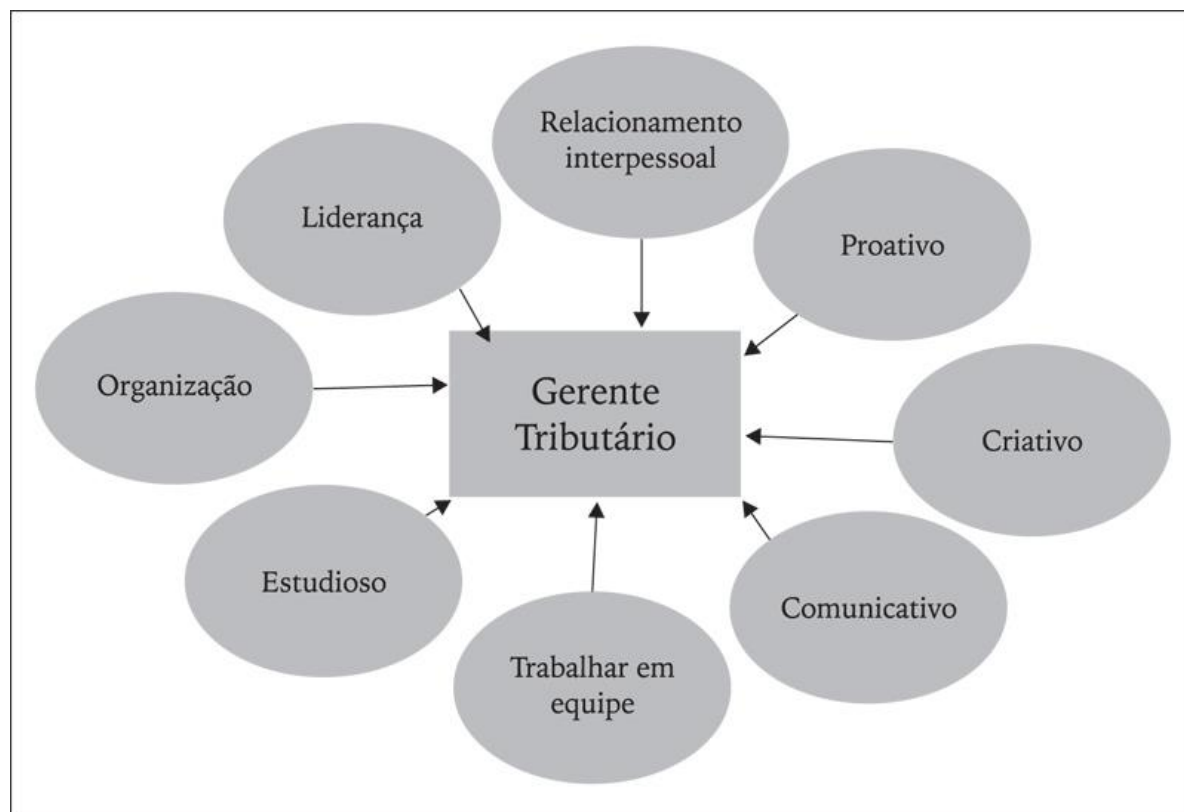 Relacionamento
interpessoal
Liderança
Proativo
Organização
Gerente
Tributário
Criativo
Estudioso
Comunicativo
Trabalhar em
equipe